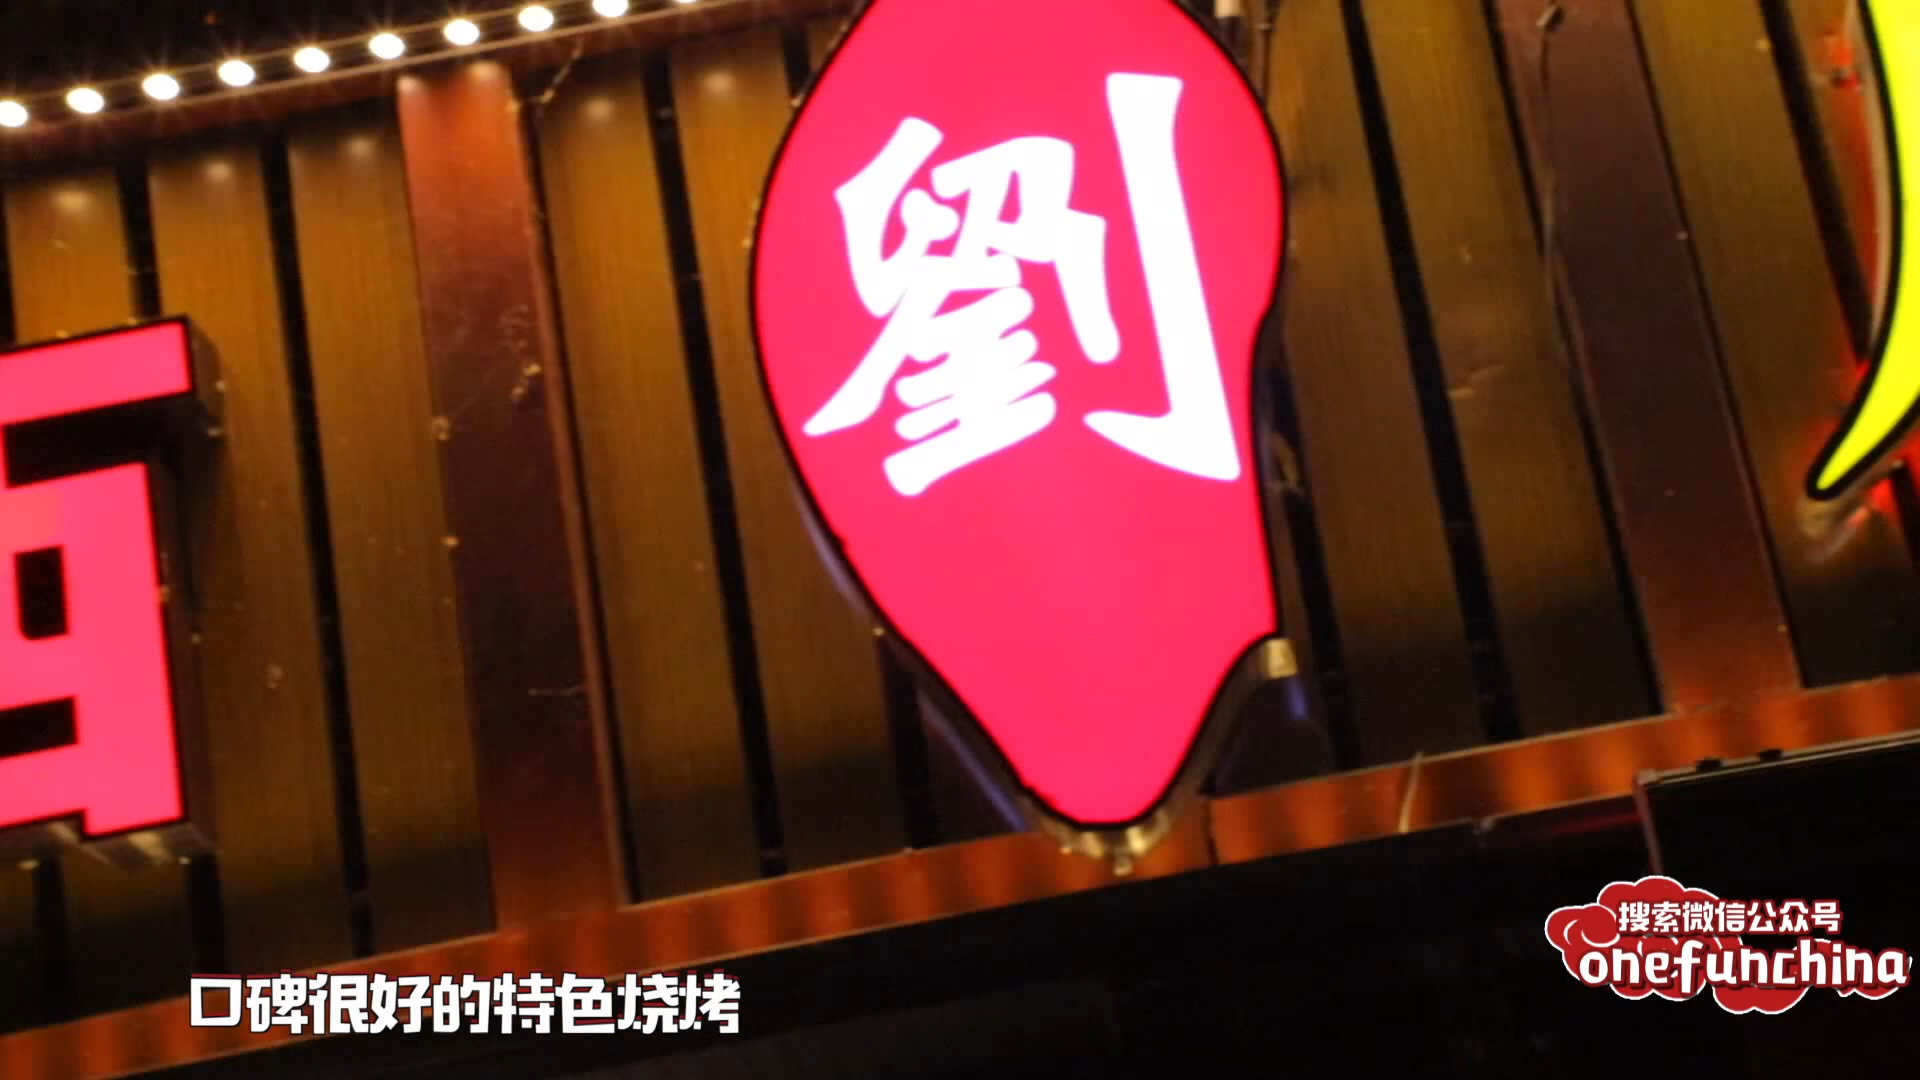 劉
搜索微信公众号
onefunchina
口碑很好的特色烧烤